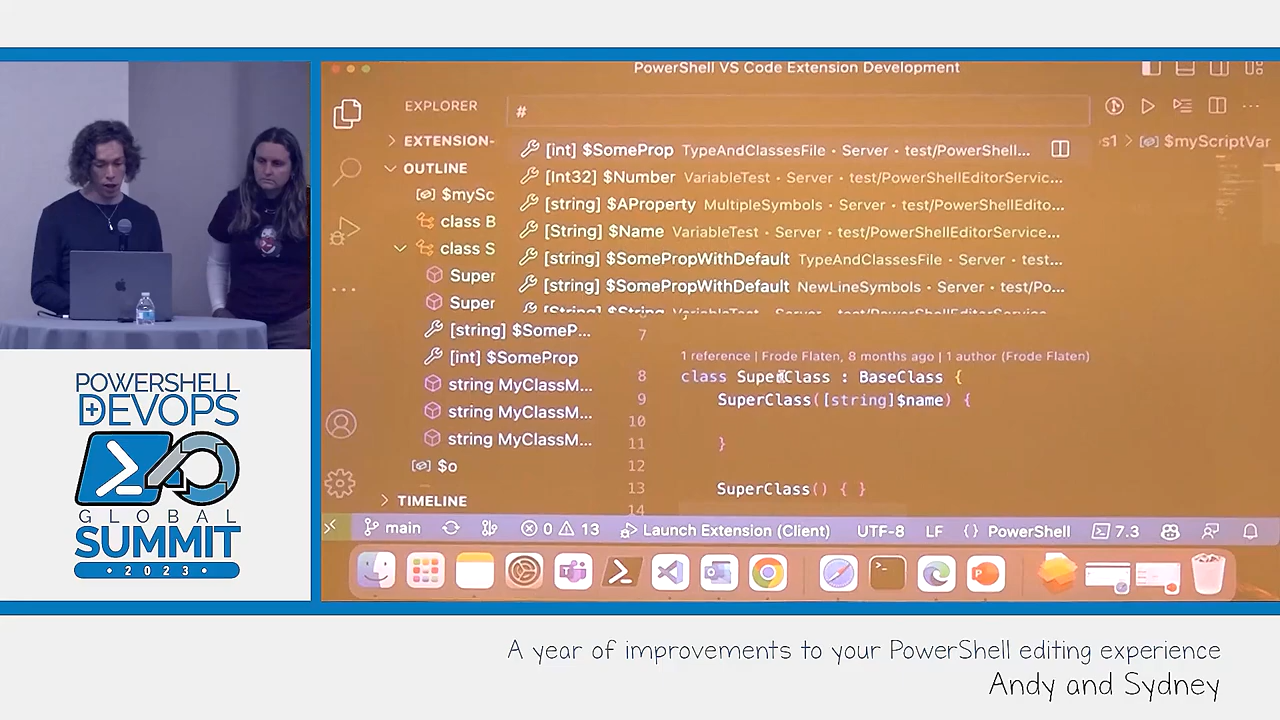 PowerShell VS Code Extension Development
EXPLORER
#
EXTENSION-
OUTLINE
$mySc
class B
class S
Super
Super
[string] $SomeP...
[int] $SomeProp
string MyClassM...
string MyClassM...
string MyClassM...
$o
TIMELINE
[int] $SomeProp TypeAndClassesFile • Server • test/PowerShell...
[Int32] $Number VariableTest • Server • test/PowerShellEditorServic...
[string] $AProperty MultipleSymbols • Server • test/PowerShellEdito...
[String] $Name VariableTest • Server • test/PowerShellEditorService...
[string] $SomePropWithDefault TypeAndClassesFile • Server • test...
[string] $SomePropWithDefault NewLineSymbols • Server • test/Po...
s1 > $myScriptVar
7
1 reference | Frode Flaten, 8 months ago | 1 author (Frode Flaten)
8 class SuperClass : BaseClass {
9 SuperClass([string]$name) {
10
11 }
12
13 SuperClass() { }
14
main 0 13 Launch Extension (Client) UTF-8 LF {} PowerShell 7.3
POWERSHELL
+DEVOPS
GLOBAL
SUMMIT
• 2023 •
A year of improvements to your PowerShell editing experience
Andy and Sydney